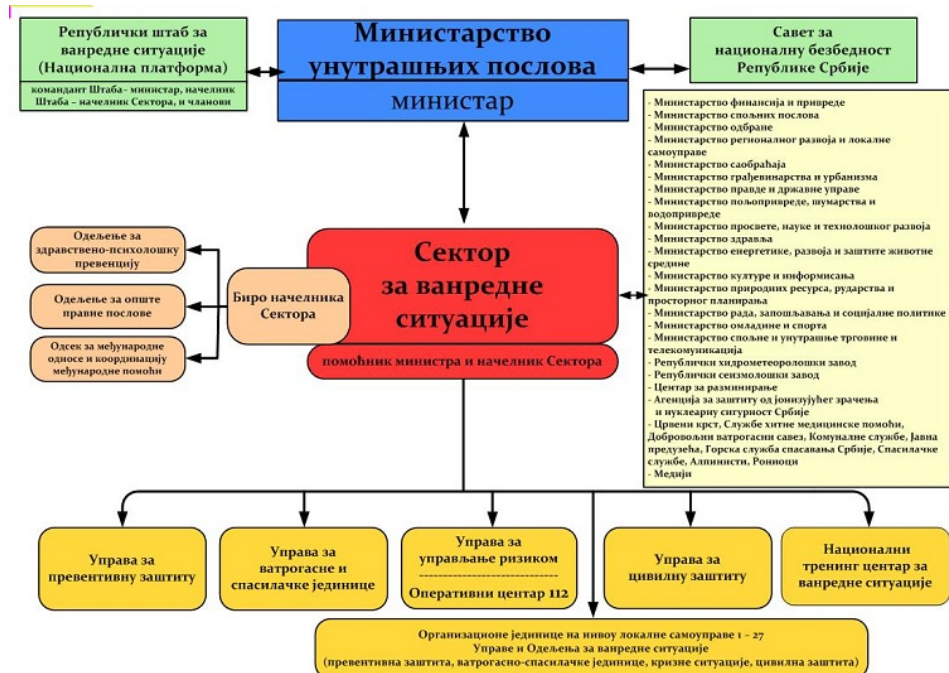 Републички штаб за
ванредне ситуације
(Национална платформа)
командант Штаба– министар, начелник
Штаба – начелник Сектора, и чланови
Министарство
унутрашњих послова
министар
Савет за
националну безбедност
Републике Србије
- Министарство финансија и привреде
- Министарство спољних послова
- Министарство одбране
- Министарство регионалног развоја и локалне
самоуправе
- Министарство саобраћаја
- Министарство грађевинарства и урбанизма
- Министарство правде и државне управе
- Министарство пољопривреде, шумарства и
водопривреде
- Министарство просвете, науке и технолошког развоја
- Министарство здравља
- Министарство енергетике, развоја и заштите животне
средине
- Министарство културе и информисања
- Министарство природних ресурса, рударства и
просторног планирања
- Министарство рада, запошљавања и социјалне политике
- Министарство омладине и спорта
- Министарство спољне и унутрашње трговине и
телекомуникација
- Републички хидрометеоролошки завод
- Републички сеизмолошки завод
- Центар за разминирање
- Агенција за заштиту од јонизујућег зрачења
и нуклеарну сигурност Србије
- Црвени крст, Службе хитне медицинске помоћи,
Добровољни ватрогасни савез, Комуналне службе, Јавна
предузећа, Горска служба спасавања Србије, Спасилачке
службе, Алпинисти, Рониоци
- Медији
Одељење за
здравствено-психолошку
превенцију
Одељење за опште
правне послове
Одсек за међународне
односе и координацију
међународне помоћи
Биро начелника
Сектора
Сектор
за ванредне
ситуације
помоћник министра и начелник Сектора
Управа за
превентивну заштиту
Управа за
ватрогасне и
спасилачке јединице
Управа за
управљање ризиком
------------------------------
Оперативни центар 112
Управа за
цивилну заштиту
Национални
тренинг центар за
ванредне ситуације
Организационе јединице на нивоу локалне самоуправе 1 – 27
Управе и Одељења за ванредне ситуације
(превентивна заштита, ватрогасно-спасилачке јединице, кризне ситуације, цивилна заштита)